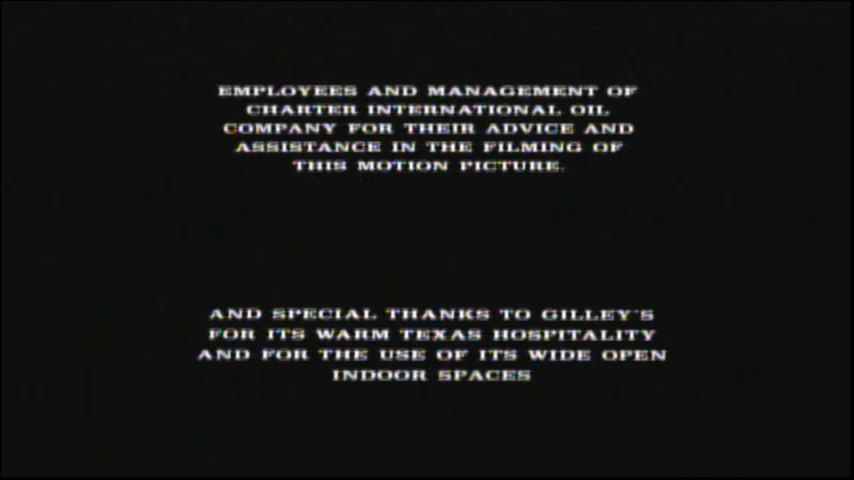 EMPLOYEES AND MANAGEMENT OF
CHARTER INTERNATIONAL OIL
COMPANY FOR THEIR ADVICE AND
ASSISTANCE IN THE FILMING OF
THIS MOTION PICTURE.
AND SPECIAL THANKS TO GILLEY'S
FOR ITS WARM TEXAS HOSPITALITY
AND FOR THE USE OF ITS WIDE OPEN
INDOOR SPACES